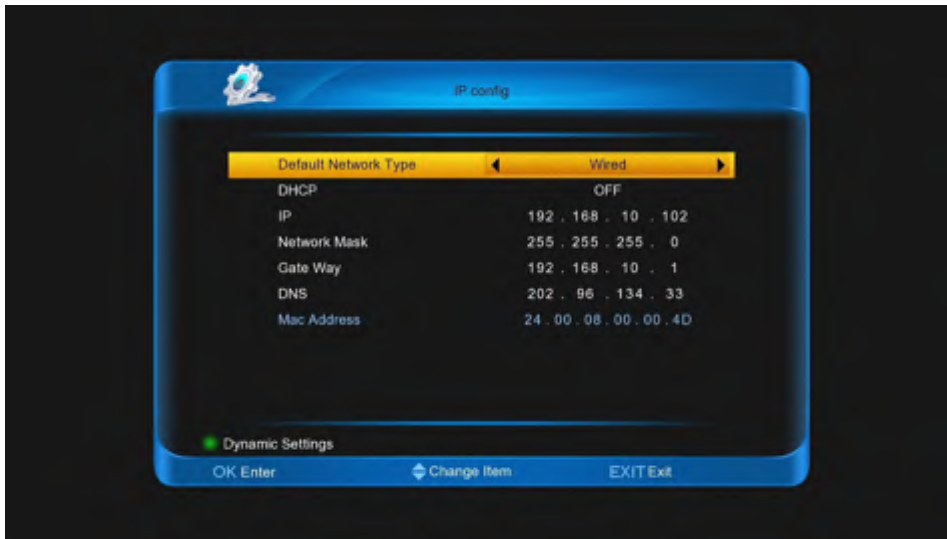 IP config
Default Network Type Wired
DHCP OFF
IP 192 . 168 . 10 . 102
Network Mask 255 . 255 . 255 . 0
Gate Way 192 . 168 . 10 . 1
DNS 202 . 96 . 134 . 33
Mac Address 24 . 00 . 08 . 00 . 00 . 4D
Dynamic Settings
OK Enter Change Item EXIT Exit